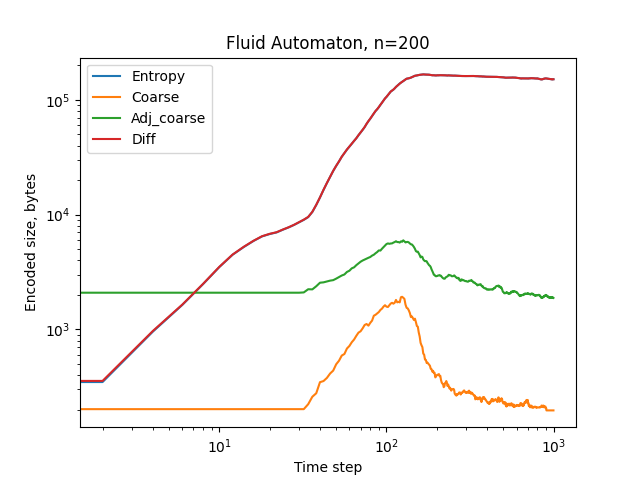 Fluid Automaton, n=200
Entropy
Coarse
Adj_coarse
Diff
Encoded size, bytes
10^5
10^4
10^3
10^1
10^2
10^3
Time step